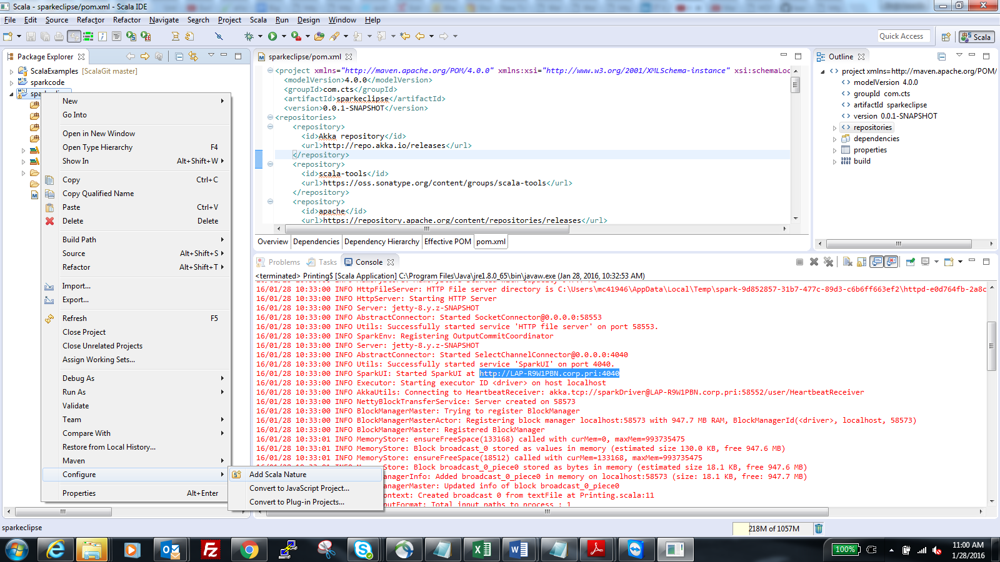 Scala - sparkeclipse/pom.xml - Scala IDE
File Edit Source Refactor Refactor Navigate Search Project Scala Run Design Window Help
Quick Access
Scala
Package Explorer
ScalaExamples [ScalaGit master]
sparkcode
New
Go Into
Open in New Window
Open Type Hierarchy F4
Show In Alt+Shift+W
Copy Ctrl+C
Copy Qualified Name
Paste Ctrl+V
Delete Delete
Build Path
Source Alt+Shift+S
Refactor Alt+Shift+T
Import...
Export...
Refresh F5
Close Project
Close Unrelated Projects
Assign Working Sets...
Debug As
Run As
Validate
Team
Compare With
Restore from Local History...
Maven
Configure
Properties Alt+Enter
Add Scala Nature
Convert to JavaScript Project...
Convert to Plug-in Projects...
sparkeclipse/pom.xml
<project xmlns="http://maven.apache.org/POM/4.0.0" xmlns:xsi="http://www.w3.org/2001/XMLSchema-instance" xsi:schemaLoc
<modelVersion>4.0.0</modelVersion>
<groupId>com.cts</groupId>
<artifactId>sparkeclipse</artifactId>
<version>0.0.1-SNAPSHOT</version>
<repositories>
<repository>
<id>Akka repository</id>
<url>http://repo.akka.io/releases</url>
</repository>
<repository>
<id>scala-tools</id>
<url>https://oss.sonatype.org/content/groups/scala-tools</url>
</repository>
<repository>
<id>apache</id>
<url>https://repository.apache.org/content/repositories/releases</url>
Overview Dependencies Dependency Hierarchy Effective POM pom.xml
Outline
project xmlns=http://maven.apache.org/POM/
modelVersion 4.0.0
groupId com.cts
artifactId sparkeclipse
version 0.0.1-SNAPSHOT
repositories
dependencies
properties
build
Problems Tasks Console
<terminated> Printing$ [Scala Application] C:\Program Files\Java\jre1.8.0_65\bin\javaw.exe (Jan 28, 2016, 10:32:53 AM)
16/01/28 10:33:00 INFO HttpFileServer: HTTP File server directory is C:\Users\mc41946\AppData\Local\Temp\spark-9d852857-31b7-477c-89d3-c6b6ff663ef2\httpd-e0d764fb-2a8c
16/01/28 10:33:00 INFO HttpServer: Starting HTTP Server
16/01/28 10:33:00 INFO Server: jetty-8.y.z-SNAPSHOT
16/01/28 10:33:00 INFO AbstractConnector: Started SocketConnector@0.0.0.0:58553
16/01/28 10:33:00 INFO Utils: Successfully started service 'HTTP file server' on port 58553.
16/01/28 10:33:00 INFO SparkEnv: Registering OutputCommitCoordinator
16/01/28 10:33:00 INFO Server: jetty-8.y.z-SNAPSHOT
16/01/28 10:33:00 INFO AbstractConnector: Started SelectChannelConnector@0.0.0.0:4040
16/01/28 10:33:00 INFO Utils: Successfully started service 'SparkUI' on port 4040.
16/01/28 10:33:00 INFO SparkUI: Started SparkUI at http://LAP-R9W1PBN.corp.pri:4040
16/01/28 10:33:00 INFO Executor: Starting executor ID <driver> on host localhost
16/01/28 10:33:00 INFO AkkaUtils: Connecting to HeartbeatReceiver: akka.tcp://sparkDriver@LAP-R9W1PBN.corp.pri:58552/user/HeartbeatReceiver
16/01/28 10:33:00 INFO NettyBlockTransferService: Server created on 58573
16/01/28 10:33:00 INFO BlockManagerMaster: Trying to register BlockManager
16/01/28 10:33:00 INFO BlockManagerMasterActor: Registering block manager localhost:58573 with 947.7 MB RAM, BlockManagerId(<driver>, localhost, 58573)
16/01/28 10:33:00 INFO BlockManagerMaster: Registered BlockManager
16/01/28 10:33:01 INFO MemoryStore: ensureFreeSpace(133168) called with curMem=0, maxMem=993735475
16/01/28 10:33:01 INFO MemoryStore: Block broadcast_0 stored as values in memory (estimated size 130.0 KB, free 947.6 MB)
16/01/28 10:33:01 INFO MemoryStore: ensureFreeSpace(18512) called with curMem=133168, maxMem=993735475
Store: Block broadcast_0_piece0 stored as bytes in memory (estimated size 18.1 KB, free 947.6 MB)
nagerInfo: Added broadcast_0_piece0 in memory on localhost:58573 (size: 18.1 KB, free: 947.7 MB)
nagerMaster: Updated info of block broadcast_0_piece0
ontext: Created broadcast 0 from textFile at Printing.scala:11
putFormat: Total input paths to process : 1
sparkeclipse
218M of 1057M
100%
11:00 AM
1/28/2016